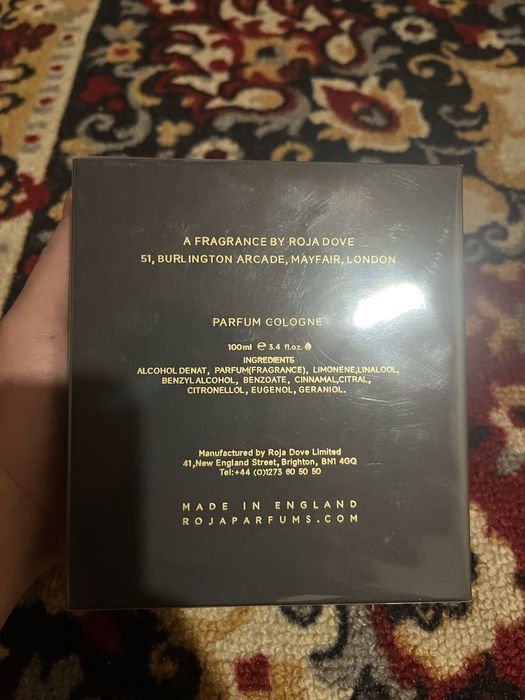 A FRAGRANCE BY ROJA DOVE
51, BURLINGTON ARCADE, MAYFAIR, LONDON
PARFUM COLOGNE
100ml ℮ 3.4 fl.oz.
INGREDIENTS
ALCOHOL DENAT, PARFUM(FRAGRANCE), LIMONENE,LINALOOL,
BENZYL ALCOHOL, BENZOATE, CINNAMAL,CITRAL,
CITRONELLOL, EUGENOL, GERANIOL.
Manufactured by Roja Dove Limited
41,New England Street, Brighton, BN1 4GQ
Tel:+44 (0)1273 60 50 50
MADE IN ENGLAND
ROJAPARFUMS.COM